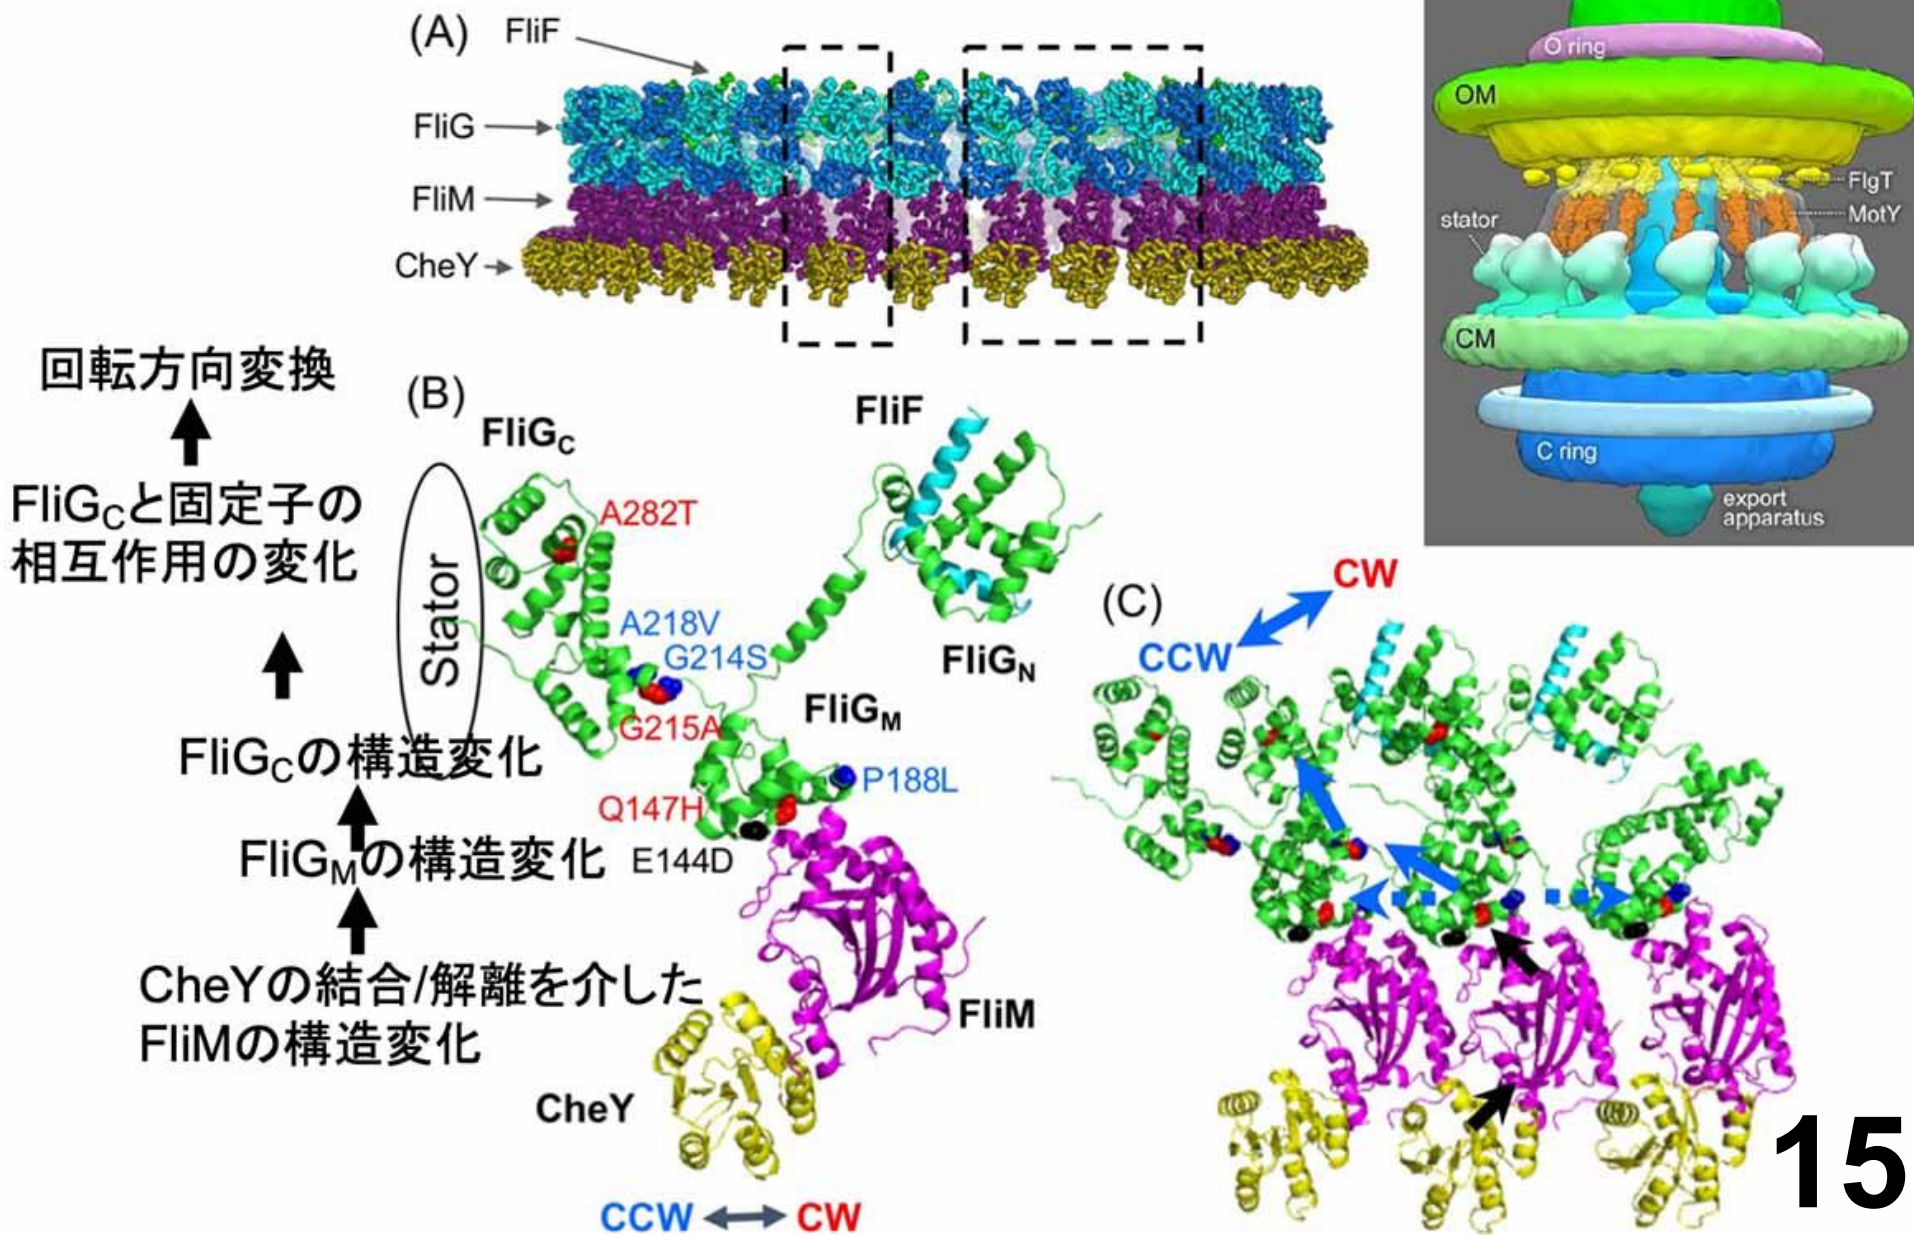 (A)
FliF
FliG
FliM
CheY
O ring
OM
FlgT
MotY
stator
CM
C ring
export
apparatus
回転方向変換
FliGCと固定子の
相互作用の変化
FliGCの構造変化
FliGMの構造変化
CheYの結合/解離を介した
FliMの構造変化
(B)
FliGC
FliF
Stator
A282T
A218V
G214S
G215A
FliGN
FliGM
P188L
Q147H
E144D
FliM
CheY
CCW
CW
(C)
CW
CCW
15